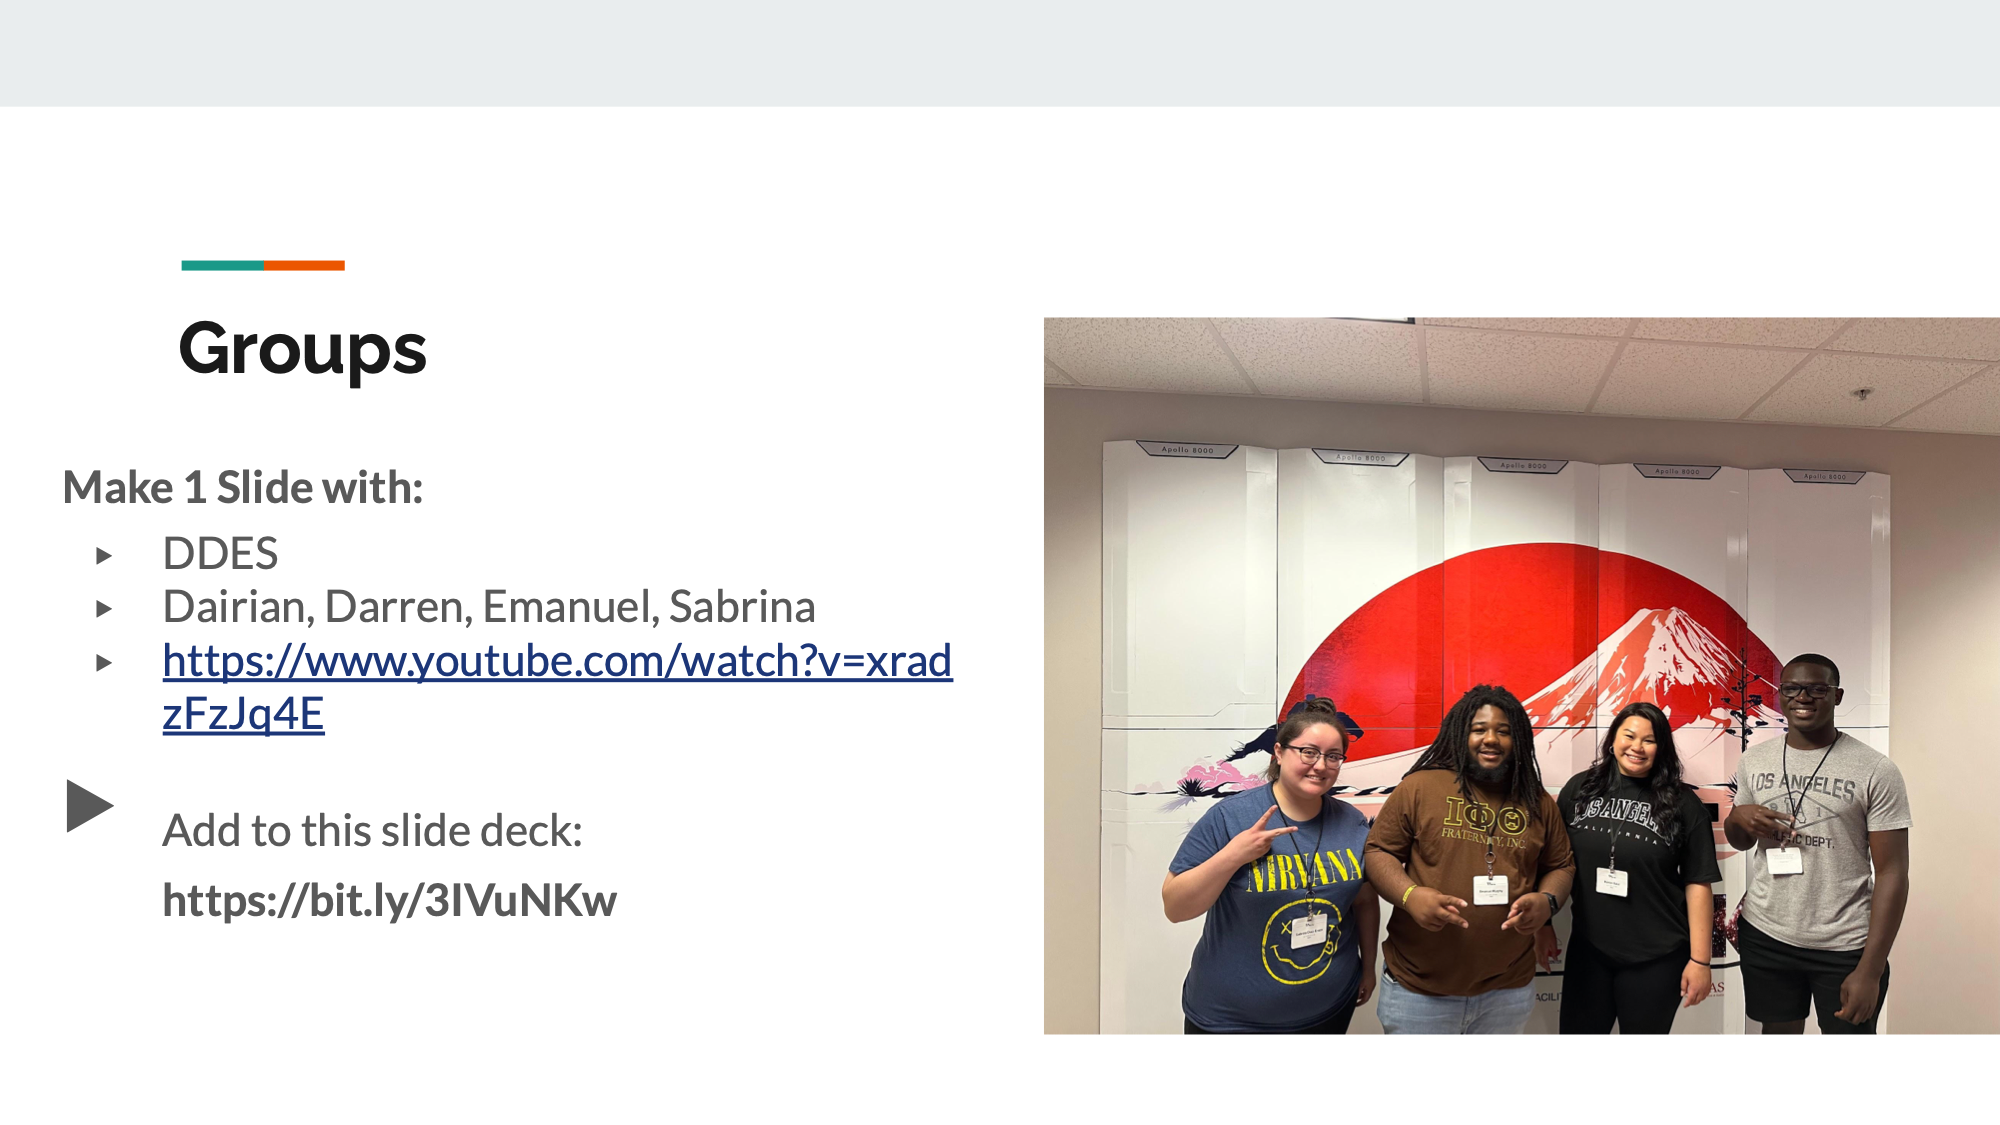 Groups
Make 1 Slide with:
DDES
Dairian, Darren, Emanuel, Sabrina
https://www.youtube.com/watch?v=xrad
zFzJq4E
Add to this slide deck:
https://bit.ly/3IVuNKw
Apollo 8000
Apollo 8000
Apollo 8000
Apollo 8000
Apollo 8000
NIRVANA
ΙΦΘ
FRATERNITY, INC.
LOS ANGELES
CALIFORNIA
LOS ANGELES
DEPT.